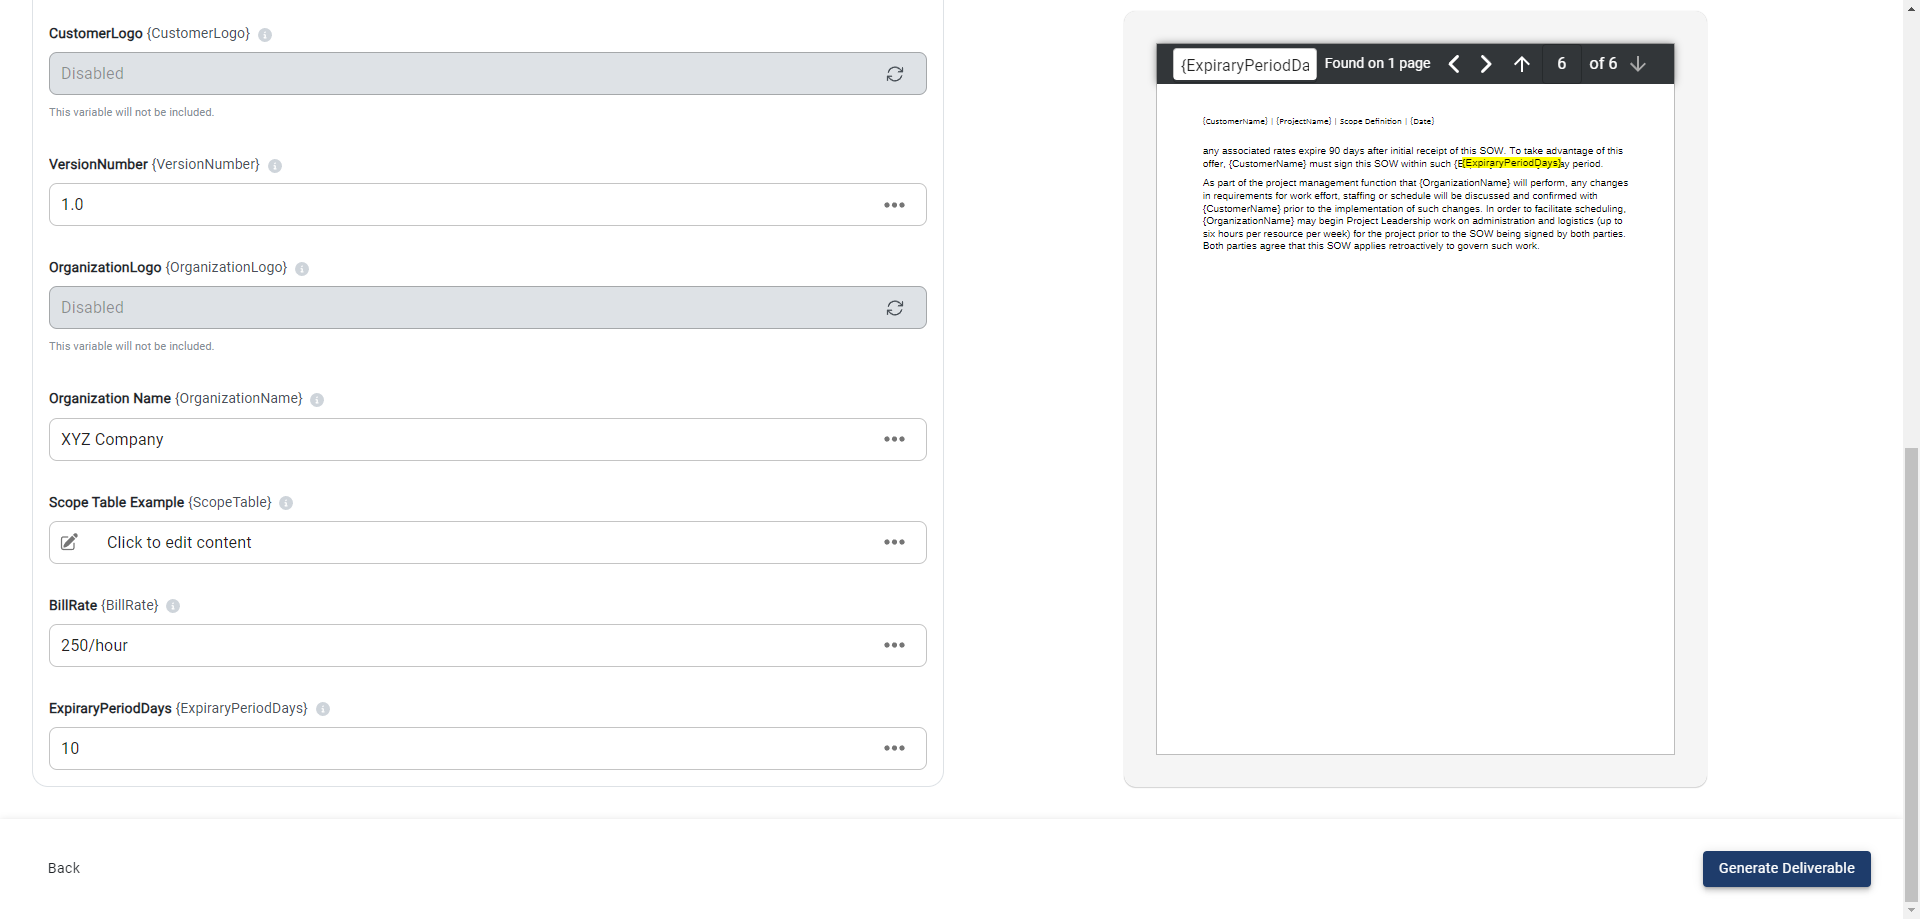 CustomerLogo {CustomerLogo}
Disabled
This variable will not be included.
VersionNumber {VersionNumber}
1.0
OrganizationLogo {OrganizationLogo}
Disabled
This variable will not be included.
Organization Name {OrganizationName}
XYZ Company
Scope Table Example {ScopeTable}
Click to edit content
BillRate {BillRate}
250/hour
ExpiraryPeriodDays {ExpiraryPeriodDays}
10
{ExpiraryPeriodDa Found on 1 page 6 of 6
{CustomerName} | {ProjectName} | Scope Definition | {Date}
any associated rates expire 90 days after initial receipt of this SOW. To take advantage of this
offer, {CustomerName} must sign this SOW within such {E{ExpiraryPeriodDays}ay period.
As part of the project management function that {OrganizationName} will perform, any changes
in requirements for work effort, staffing or schedule will be discussed and confirmed with
{CustomerName} prior to the implementation of such changes. In order to facilitate scheduling,
{OrganizationName} may begin Project Leadership work on administration and logistics (up to
six hours per resource per week) for the project prior to the SOW being signed by both parties.
Both parties agree that this SOW applies retroactively to govern such work.
Back
Generate Deliverable